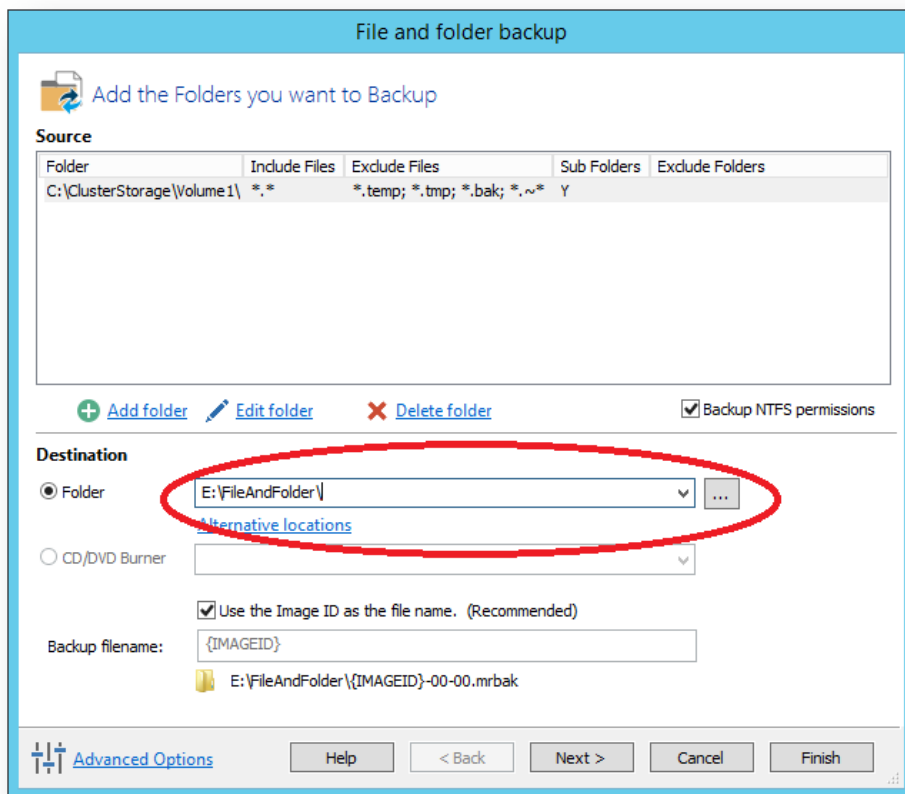 File and folder backup
Add the Folders you want to Backup
Source
Folder Include Files Exclude Files Sub Folders Exclude Folders
C:\ClusterStorage\Volume1\ *.* *.temp; *.tmp; *.bak; *.~* Y
Add folder Edit folder Delete folder Backup NTFS permissions
Destination
Folder E:\FileAndFolder\ ...
Alternative locations
CD/DVD Burner
Use the Image ID as the file name. (Recommended)
Backup filename: {IMAGEID}
E:\FileAndFolder\{IMAGEID}-00-00.mrbak
Advanced Options Help < Back Next > Cancel Finish